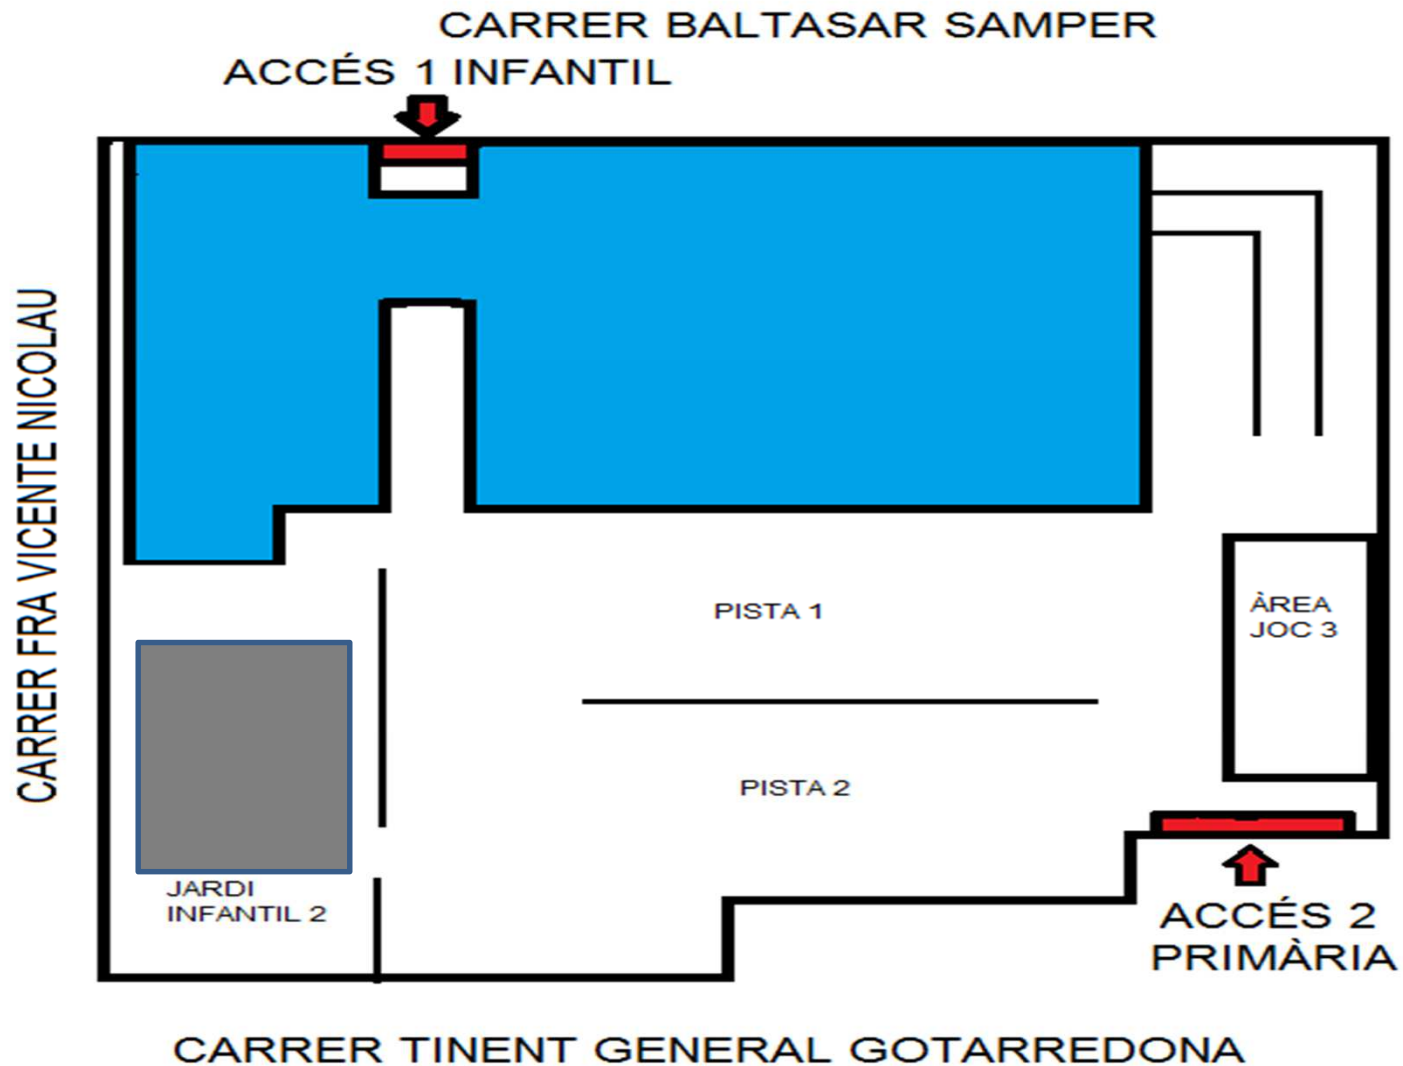 CARRER BALTASAR SAMPER
ACCÉS 1 INFANTIL
CARRER FRA VICENTE NICOLAU
PISTA 1
ÀREA
JOC 3
PISTA 2
JARDI
INFANTIL 2
ACCÉS 2
PRIMÀRIA
CARRER TINENT GENERAL GOTARREDONA